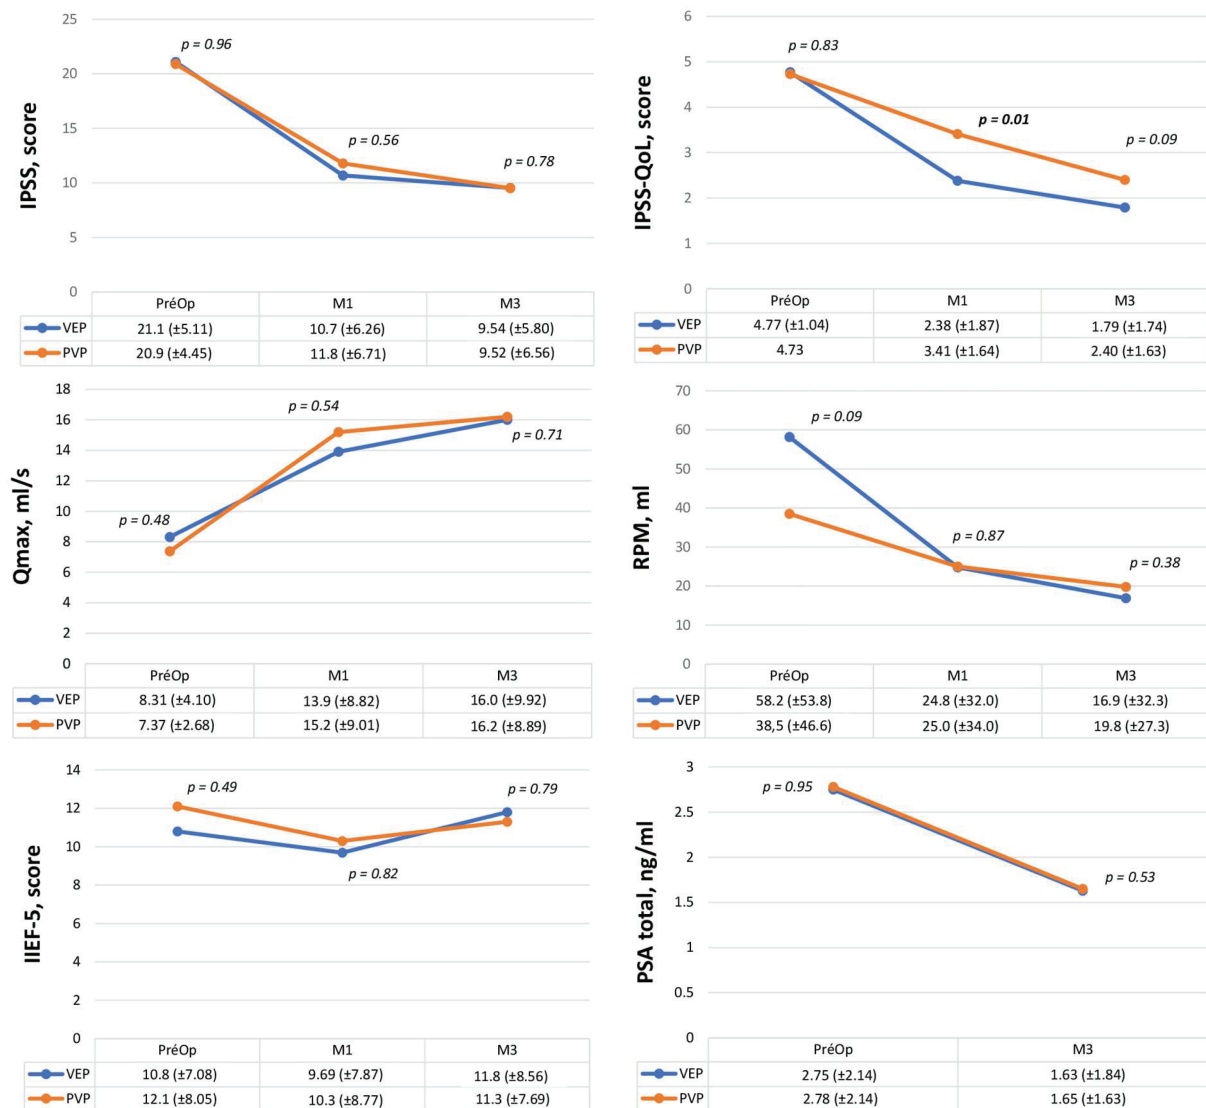 IPSS, score
25
20
15
10
5
0
p = 0.96
p = 0.56
p = 0.78
PréOp M1 M3
VEP 21.1 (±5.11) 10.7 (±6.26) 9.54 (±5.80)
PVP 20.9 (±4.45) 11.8 (±6.71) 9.52 (±6.56)
IPSS-QoL, score
6
5
4
3
2
1
0
p = 0.83
p = 0.01
p = 0.09
PréOp M1 M3
VEP 4.77 (±1.04) 2.38 (±1.87) 1.79 (±1.74)
PVP 4.73 3.41 (±1.64) 2.40 (±1.63)
Qmax, ml/s
18
16
14
12
10
8
6
4
2
0
p = 0.48
p = 0.54
p = 0.71
PréOp M1 M3
VEP 8.31 (±4.10) 13.9 (±8.82) 16.0 (±9.92)
PVP 7.37 (±2.68) 15.2 (±9.01) 16.2 (±8.89)
RPM, ml
70
60
50
40
30
20
10
0
p = 0.09
p = 0.87
p = 0.38
PréOp M1 M3
VEP 58.2 (±53.8) 24.8 (±32.0) 16.9 (±32.3)
PVP 38,5 (±46.6) 25.0 (±34.0) 19.8 (±27.3)
IIEF-5, score
14
12
10
8
6
4
2
0
p = 0.49
p = 0.82
p = 0.79
PréOp M1 M3
VEP 10.8 (±7.08) 9.69 (±7.87) 11.8 (±8.56)
PVP 12.1 (±8.05) 10.3 (±8.77) 11.3 (±7.69)
PSA total, ng/ml
3
2.5
2
1.5
1
0.5
0
p = 0.95
p = 0.53
PréOp M3
VEP 2.75 (±2.14) 1.63 (±1.84)
PVP 2.78 (±2.14) 1.65 (±1.63)